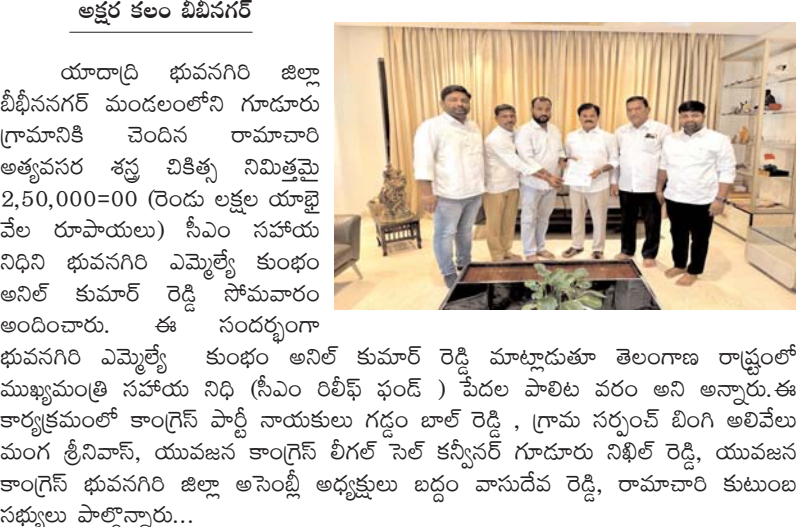 అక్షర కలం బీబీనగర్
యాదాద్రి భువనగిరి జిల్లా
బీభీననగర్ మండలంలోని గూడూరు
గ్రామానికి చెందిన రామాచారి
అత్యవసర శస్త్ర చికిత్స నిమిత్తమై
2,50,000=00 (రెండు లక్షల యాభై
వేల రూపాయలు) సీఎం సహాయ
నిధిని భువనగిరి ఎమ్మెల్యే కుంభం
అనిల్ కుమార్ రెడ్డి సోమవారం
అందించారు. ఈ సందర్భంగా
భువనగిరి ఎమ్మెల్యే కుంభం అనిల్ కుమార్ రెడ్డి మాట్లాడుతూ తెలంగాణ రాష్ట్రంలో
ముఖ్యమంత్రి సహాయ నిధి (సీఎం రిలీఫ్ ఫండ్ ) పేదల పాలిట వరం అని అన్నారు.ఈ
కార్యక్రమంలో కాంగ్రెస్ పార్టీ నాయకులు గడ్డం బాల్ రెడ్డి , గ్రామ సర్పంచ్ బింగి అలివేలు
మంగ శ్రీనివాస్, యువజన కాంగ్రెస్ లీగల్ సెల్ కన్వీనర్ గూడూరు నిఖిల్ రెడ్డి, యువజన
కాంగ్రెస్ భువనగిరి జిల్లా అసెంబ్లీ అధ్యక్షులు బద్దం వాసుదేవ రెడ్డి, రామాచారి కుటుంబ
సభ్యులు పాల్గొన్నారు...